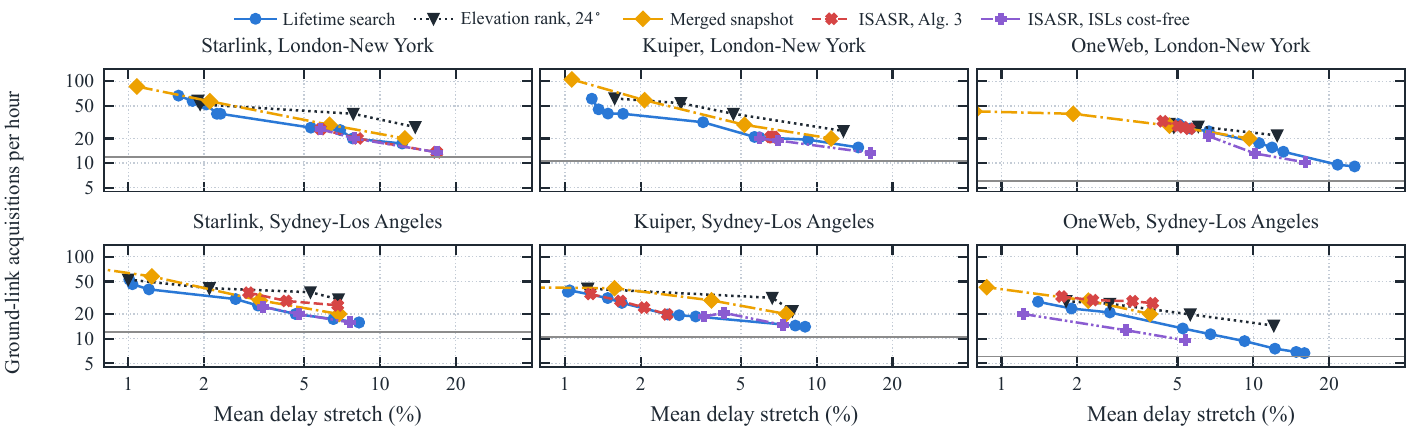 Lifetime search
Elevation rank, 24°
Merged snapshot
ISASR, Alg. 3
ISASR, ISLs cost-free
Starlink, London-New York
Kuiper, London-New York
OneWeb, London-New York
Ground-link acquisitions per hour
100
50
20
10
5
Starlink, Sydney-Los Angeles
Kuiper, Sydney-Los Angeles
OneWeb, Sydney-Los Angeles
100
50
20
10
5
1 2 5 10 20
1 2 5 10 20
1 2 5 10 20
Mean delay stretch (%)
Mean delay stretch (%)
Mean delay stretch (%)